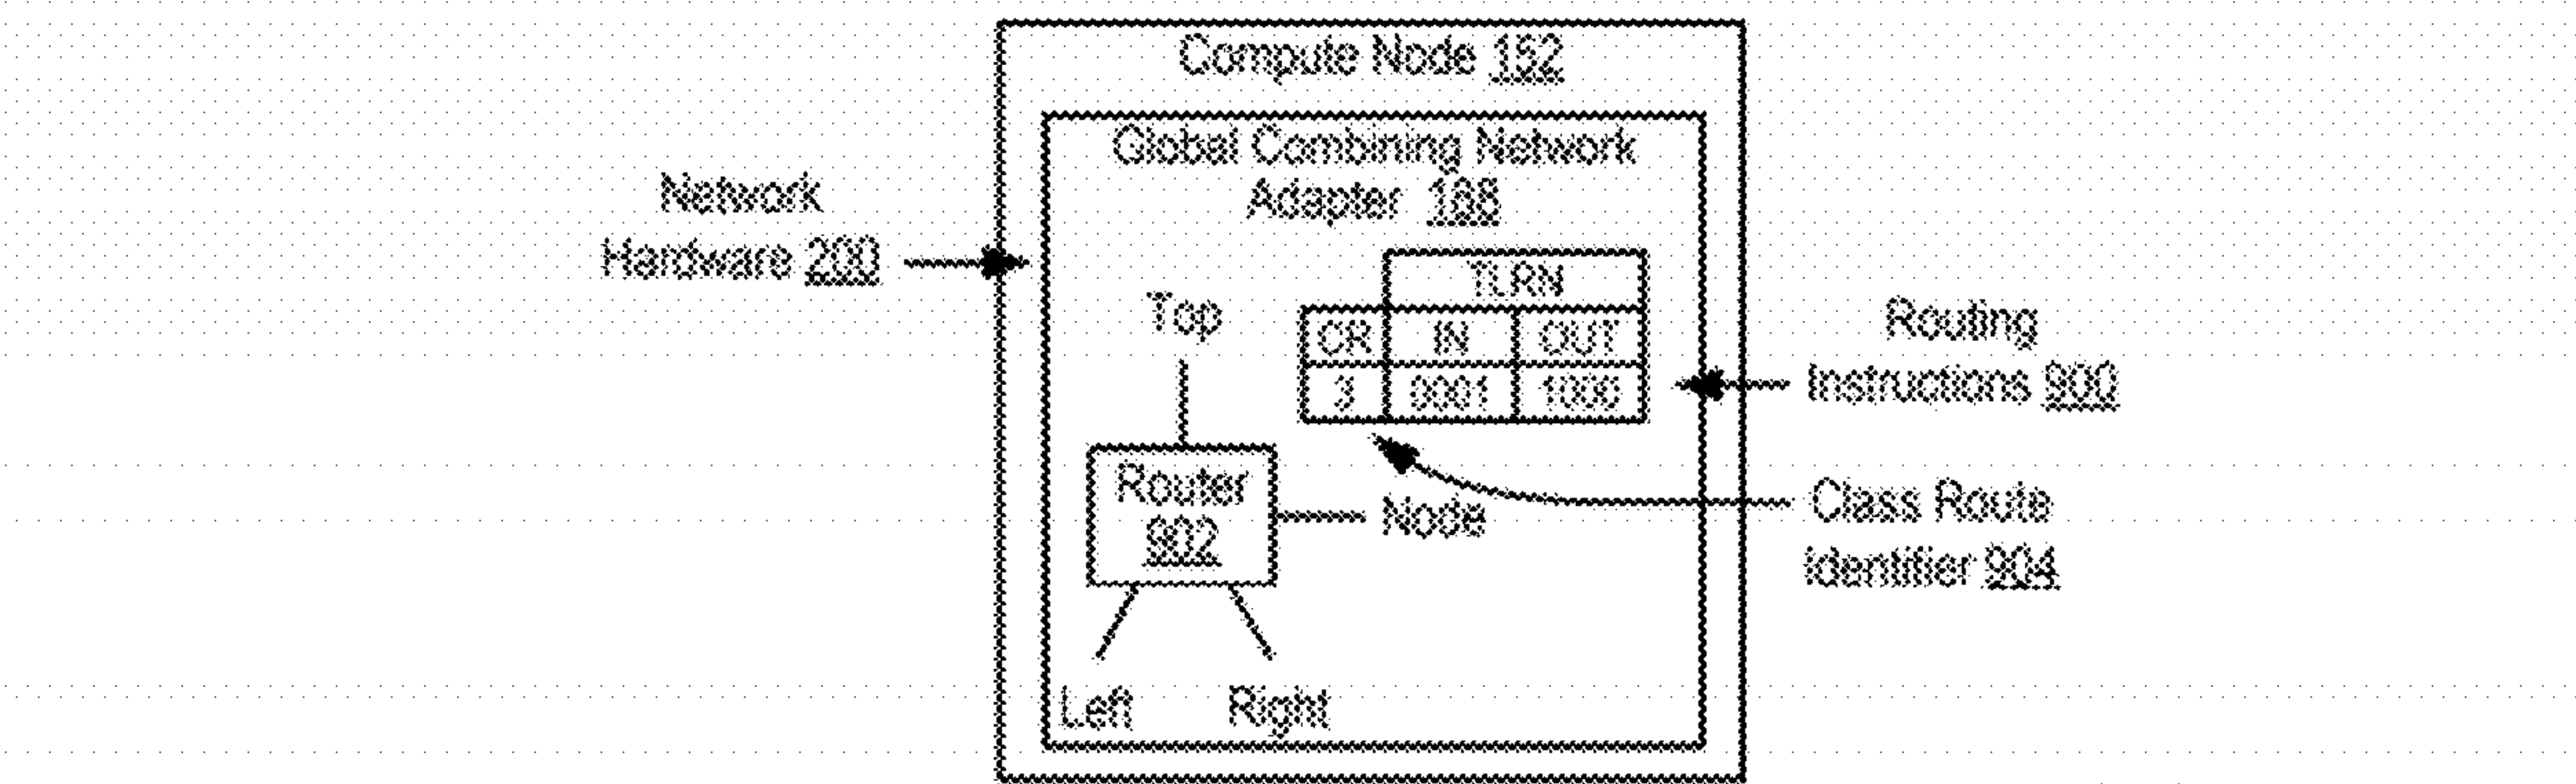 Compute Node 152
Global Combining Network
Adapter 188
Network
Hardware 200
TLRN
CR IN OUT
3 0001 1000
Top
Router
902
Node
Left
Right
Routing
Instructions 900
Class Route
Identifier 904